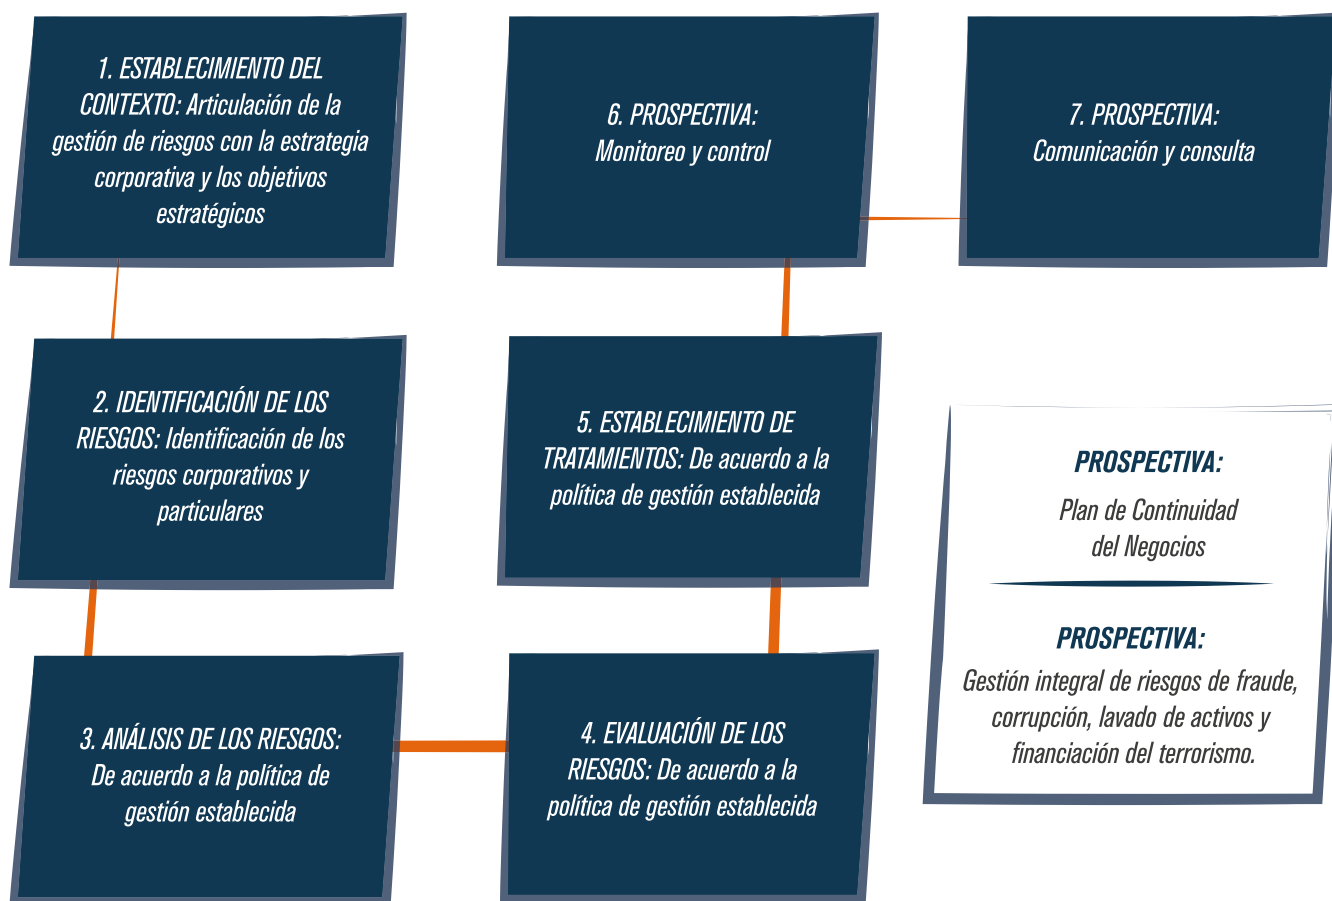 1. ESTABLECIMIENTO DEL
CONTEXTO: Articulación de la
gestión de riesgos con la estrategia
corporativa y los objetivos
estratégicos
2. IDENTIFICACIÓN DE LOS
RIESGOS: Identificación de los
riesgos corporativos y
particulares
3. ANÁLISIS DE LOS RIESGOS:
De acuerdo a la política de
gestión establecida
4. EVALUACIÓN DE LOS
RIESGOS: De acuerdo a la
política de gestión establecida
5. ESTABLECIMIENTO DE
TRATAMIENTOS: De acuerdo a la
política de gestión establecida
6. PROSPECTIVA:
Monitoreo y control
7. PROSPECTIVA:
Comunicación y consulta
PROSPECTIVA:
Plan de Continuidad
del Negocios
PROSPECTIVA:
Gestión integral de riesgos de fraude,
corrupción, lavado de activos y
financiación del terrorismo.